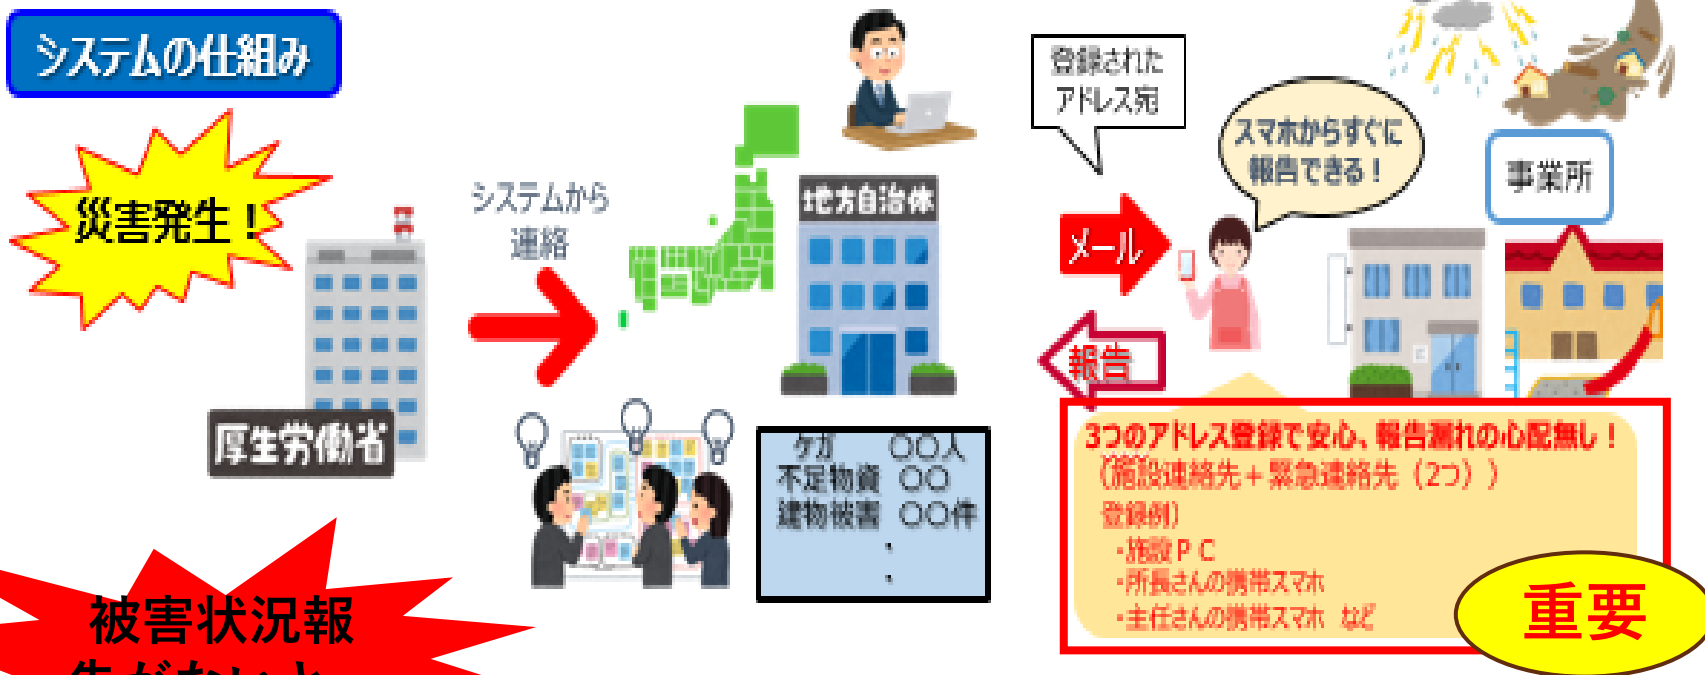 システムの仕組み
災害発生！
厚生労働省
システムから
連絡
地方自治体
ケガ　〇〇人
不足物資　〇〇
建物被害　〇〇件
・
・
登録された
アドレス宛
メール
報告
スマホからすぐに
報告できる！
事業所
3つのアドレス登録で安心、報告漏れの心配無し！
（施設連絡先＋緊急連絡先（2つ））
登録例）
・施設ＰＣ
・所長さんの携帯スマホ
・主任さんの携帯スマホ　など
重要
被害状況報
告がないと